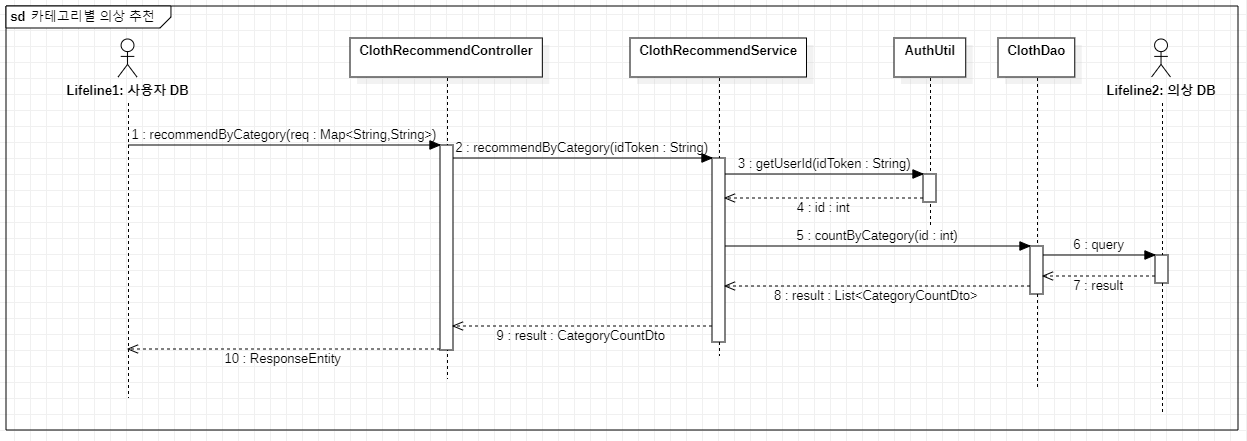 sd 카테고리별 의상 추천
ClothRecommendController
ClothRecommendService
AuthUtil
ClothDao
Lifeline1: 사용자 DB
Lifeline2: 의상 DB
1 : recommendByCategory(req : Map<String,String>)
2 : recommendByCategory(idToken : String)
3 : getUserId(idToken : String)
4 : id : int
5 : countByCategory(id : int)
6 : query
7 : result
8 : result : List<CategoryCountDto>
9 : result : CategoryCountDto
10 : ResponseEntity